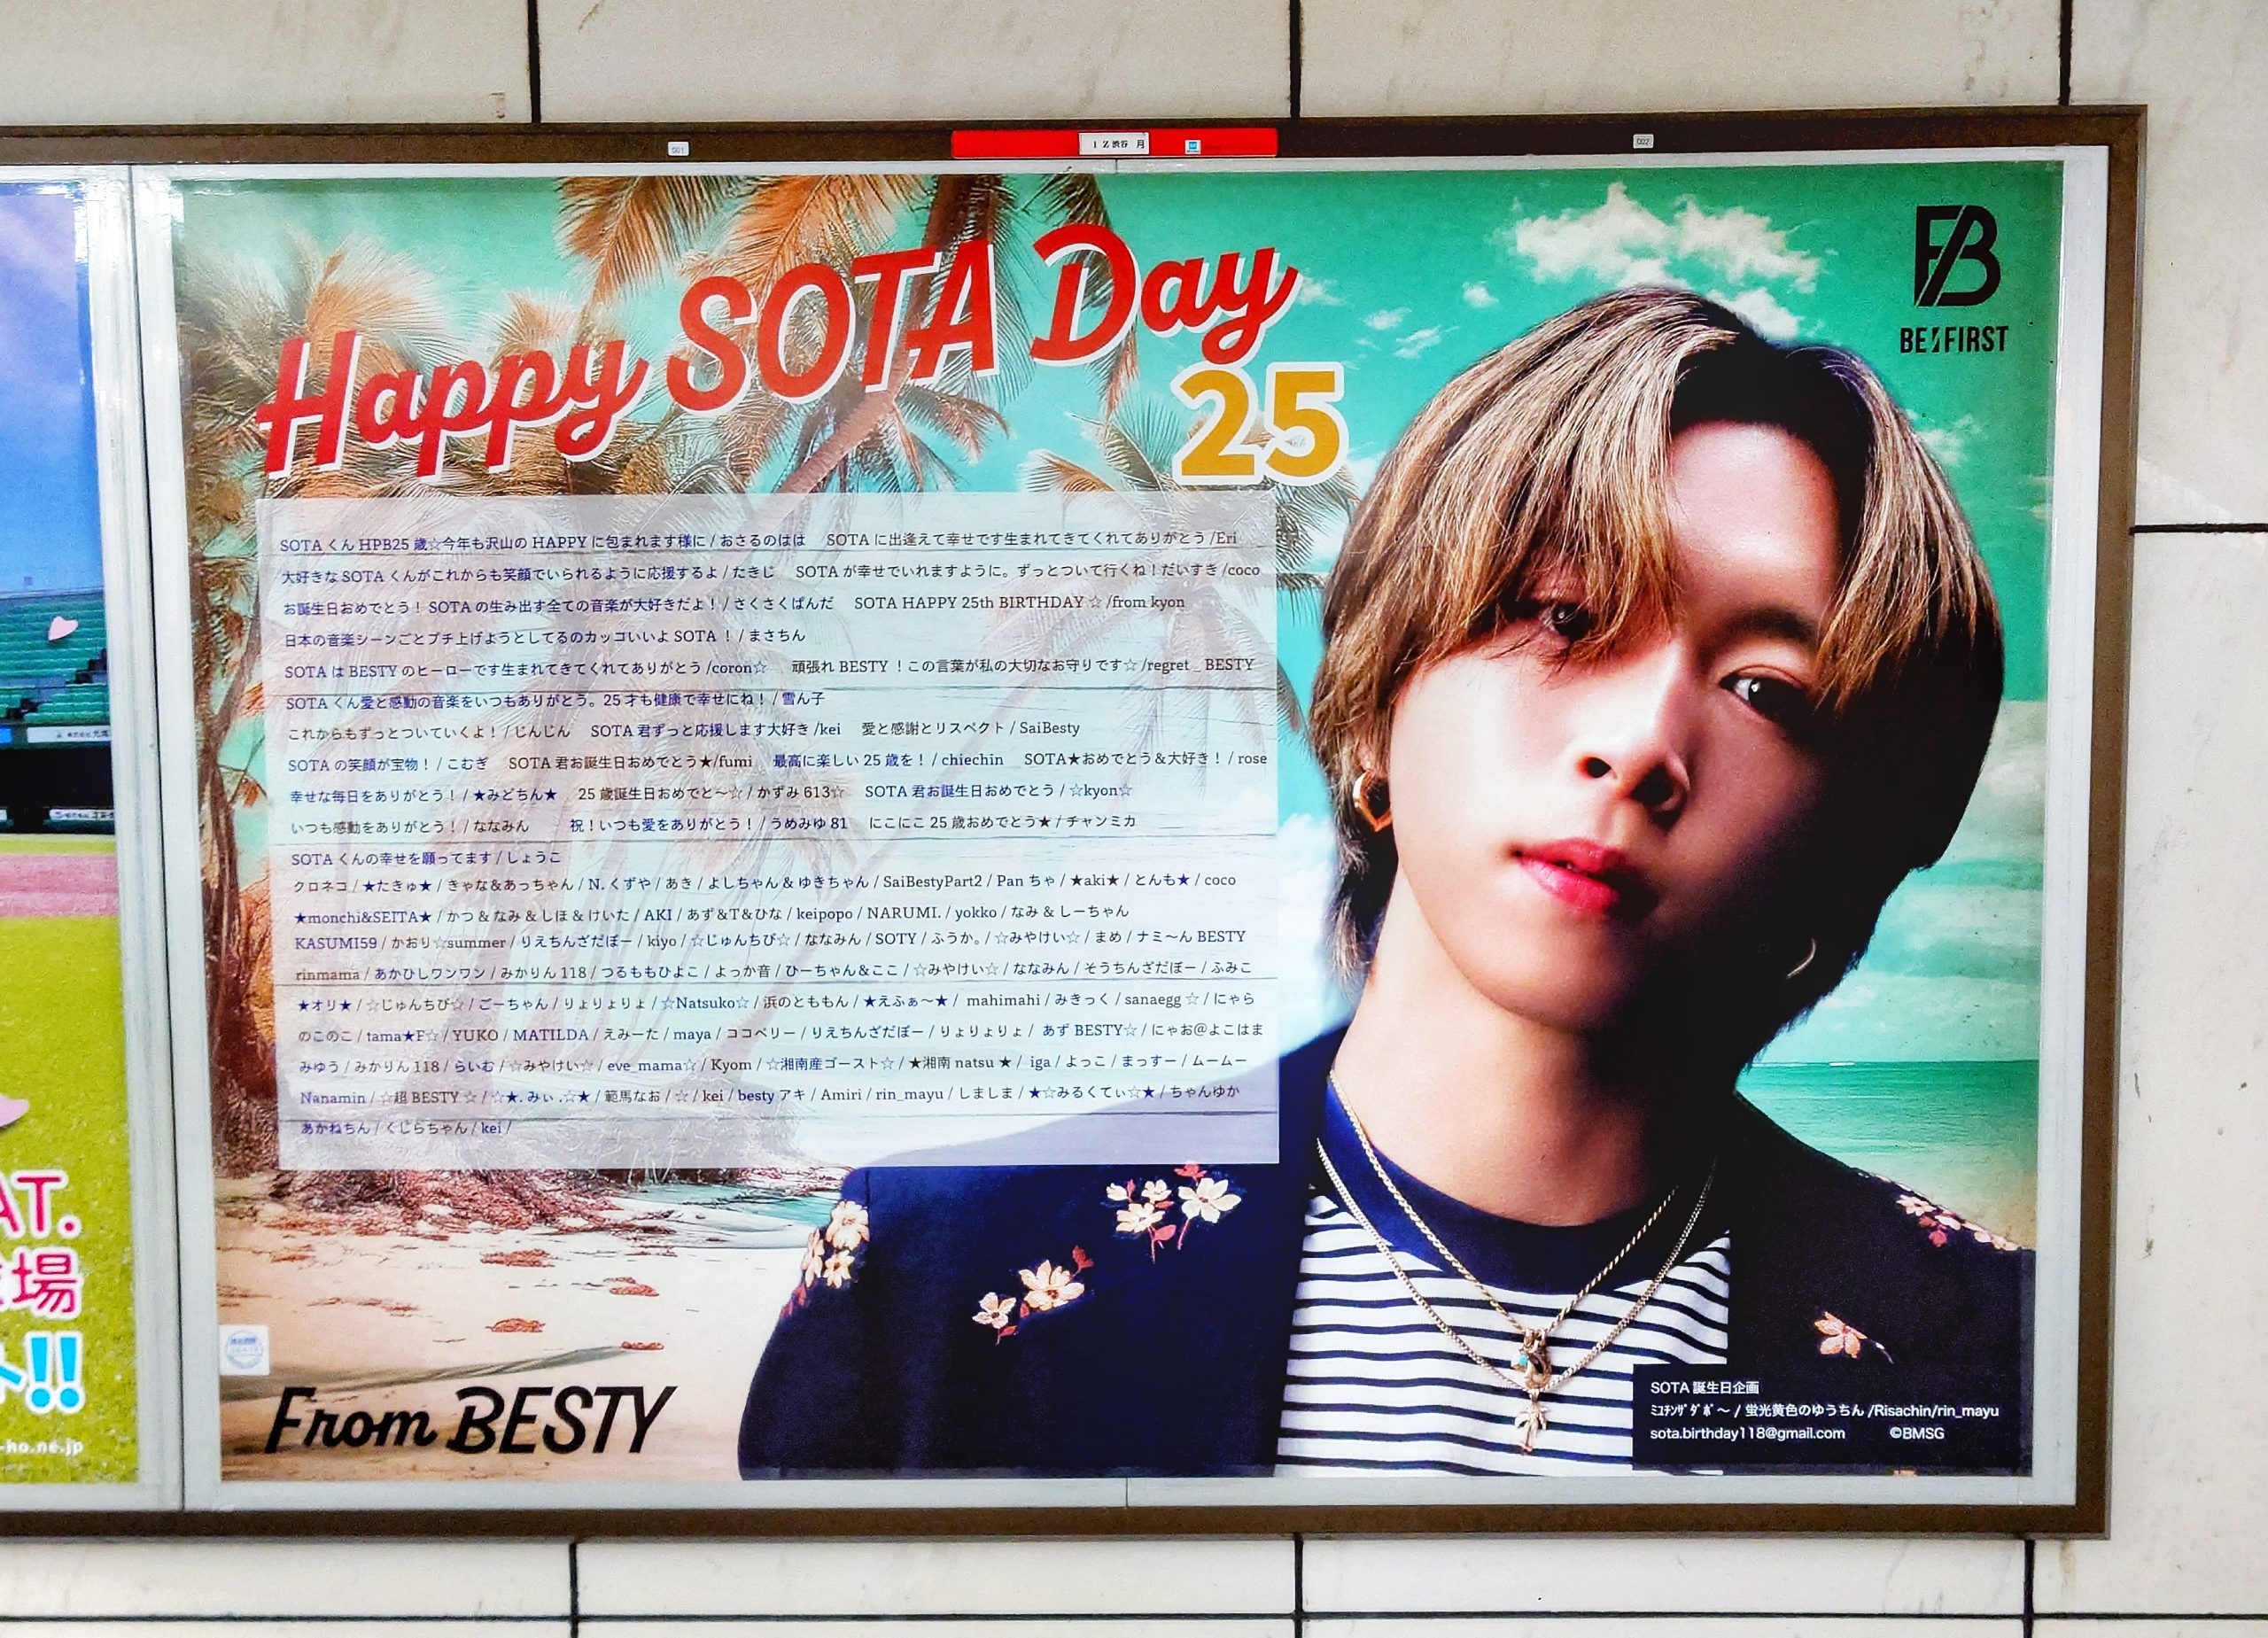 001
1 Z 渋谷 月
002
Happy SOTA Day
25
BE:FIRST
SOTA くん HPB25 歳☆今年も沢山の HAPPY に包まれます様に / おさるのはは SOTA に出逢えて幸せです生まれてきてくれてありがとう /Eri
大好きな SOTA くんがこれからも笑顔でいられるように応援するよ / たきじ SOTA が幸せでいれますように。ずっとついて行くね！だいすき /coco
お誕生日おめでとう！ SOTA の生み出す全ての音楽が大好きだよ！ / さくさくぱんだ SOTA HAPPY 25th BIRTHDAY ☆ /from kyon
日本の音楽シーンごとブチ上げようとしてるのカッコいいよ SOTA ！ / まさちん
SOTA は BESTY のヒーローです生まれてきてくれてありがとう /coron☆ 頑張れ BESTY ！この言葉が私の大切なお守りです☆ /regret _ BESTY
SOTA くん愛と感動の音楽をいつもありがとう。25 才も健康で幸せにね！ / 雪ん子
これからもずっとついていくよ！ / じんじん SOTA 君ずっと応援します大好き /kei 愛と感謝とリスペクト / SaiBesty
SOTA の笑顔が宝物！ / こむぎ SOTA 君お誕生日おめでとう★/fumi 最高に楽しい 25 歳を！ / chiechin SOTA★おめでとう＆大好き！ / rose
幸せな毎日をありがとう！ / ★みどちん★ 25 歳誕生日おめでと〜☆ / かずみ 613☆ SOTA 君お誕生日おめでとう / ☆kyon☆
いつも感動をありがとう！ / ななみん 祝！いつも愛をありがとう！ / うめみゆ 81 にこにこ 25 歳おめでとう★ / チャンミカ
SOTA くんの幸せを願ってます / しょうこ
クロネコ / ★たきゅ★ / きゃな&あっちゃん / N. くずや / あき / よしちゃん & ゆきちゃん / SaiBestyPart2 / Pan ちゃ / ★aki★ / とんも★ / coco
★monchi&SEITA★ / かつ & なみ & しほ & けいた / AKI / あず&T&ひな / keipopo / NARUMI. / yokko / なみ & しーちゃん
KASUMI59 / かおり☆summer / りえちんざだぼー / kiyo / ☆じゅんちび☆ / ななみん / SOTY / ふうか。/ ☆みやけい☆ / まめ / ナミ〜ん BESTY
rinmama / あかひしワンワン / みかりん 118 / つるももひよこ / よっか音 / ひーちゃん&ここ / ☆みやけい☆ / ななみん / そうちんざだぼー / ふみこ
★オリ★ / ☆じゅんちび☆ / ごーちゃん / りょりょりょ / ☆Natsuko☆ / 浜のとももん / ★えふぁ〜★ / mahimahi / みきっく / sanaegg ☆ / にゃら
のこのこ / tama★F☆ / YUKO / MATILDA / えみーた / maya / ココベリー / りえちんざだぼー / りょりょりょ / あず BESTY☆ / にゃお@よこはま
みゆう / みかりん 118 / らいむ / ☆みやけい☆ / eve_mama☆ / Kyom / ☆湘南産ゴースト☆ / ★湘南 natsu ★ / iga / よっこ / まっすー / ムームー
Nanamin / ☆超 BESTY ☆ / ☆★. みぃ .☆★ / 範馬なお / ☆ / kei / besty アキ / Amiri / rin_mayu / しましま / ★☆みるくてぃ☆★ / ちゃんゆか
あかねちん / くじらちゃん / kei /
From BESTY
SOTA 誕生日企画
ﾐﾕﾁﾝｻﾞﾀﾞﾎﾞ〜 / 蛍光黄色のゆうちん /Risachin/rin_mayu
sota.birthday118@gmail.com ©BMSG
AT.
場
ト!!
-ho.ne.jp